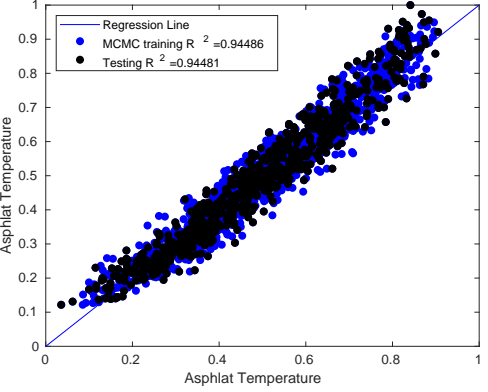 1
0.9
0.8
0.7
0.6
0.5
0.4
0.3
0.2
0.1
0
Asphlat Temperature
Regression Line
MCMC training R 2 =0.94486
Testing R 2 =0.94481
0 0.2 0.4 0.6 0.8 1
Asphlat Temperature